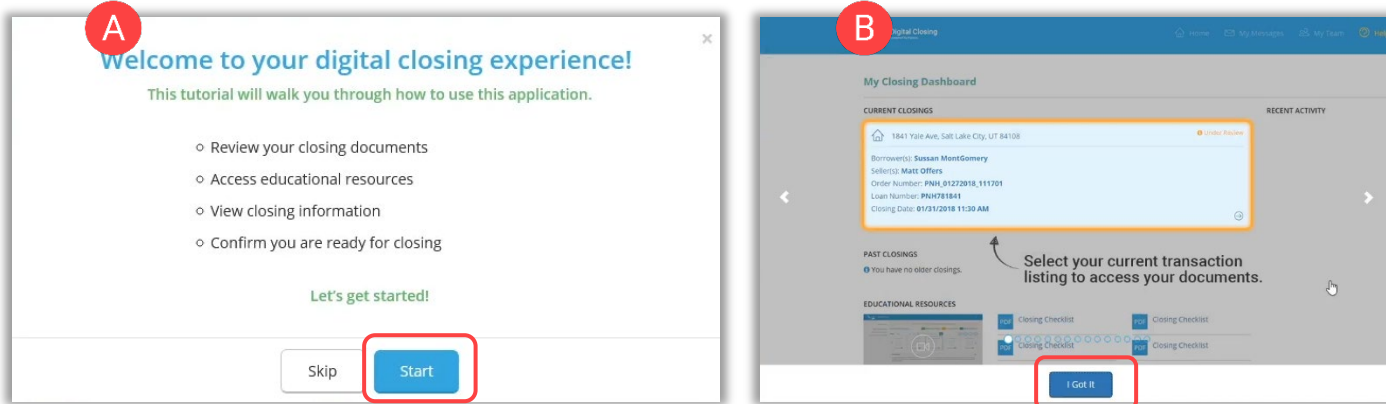 A
Welcome to your digital closing experience!
This tutorial will walk you through how to use this application.
Review your closing documents
Access educational resources
View closing information
Confirm you are ready for closing
Let's get started!
Skip
Start
B
Digital Closing
Home
My Messages
My Team
My Closing Dashboard
CURRENT CLOSINGS
RECENT ACTIVITY
1841 Yale Ave, Salt Lake City, UT 84108
Under Review
Borrower(s): Sussan MontGomery
Seller(s): Matt Offers
Order Number: PNH_01272018_111701
Loan Number: PNH781841
Closing Date: 01/31/2018 11:30 AM
PAST CLOSINGS
You have no older closings.
Select your current transaction
listing to access your documents.
EDUCATIONAL RESOURCES
PDF Closing Checklist
PDF Closing Checklist
PDF Closing Checklist
PDF Closing Checklist
I Got It